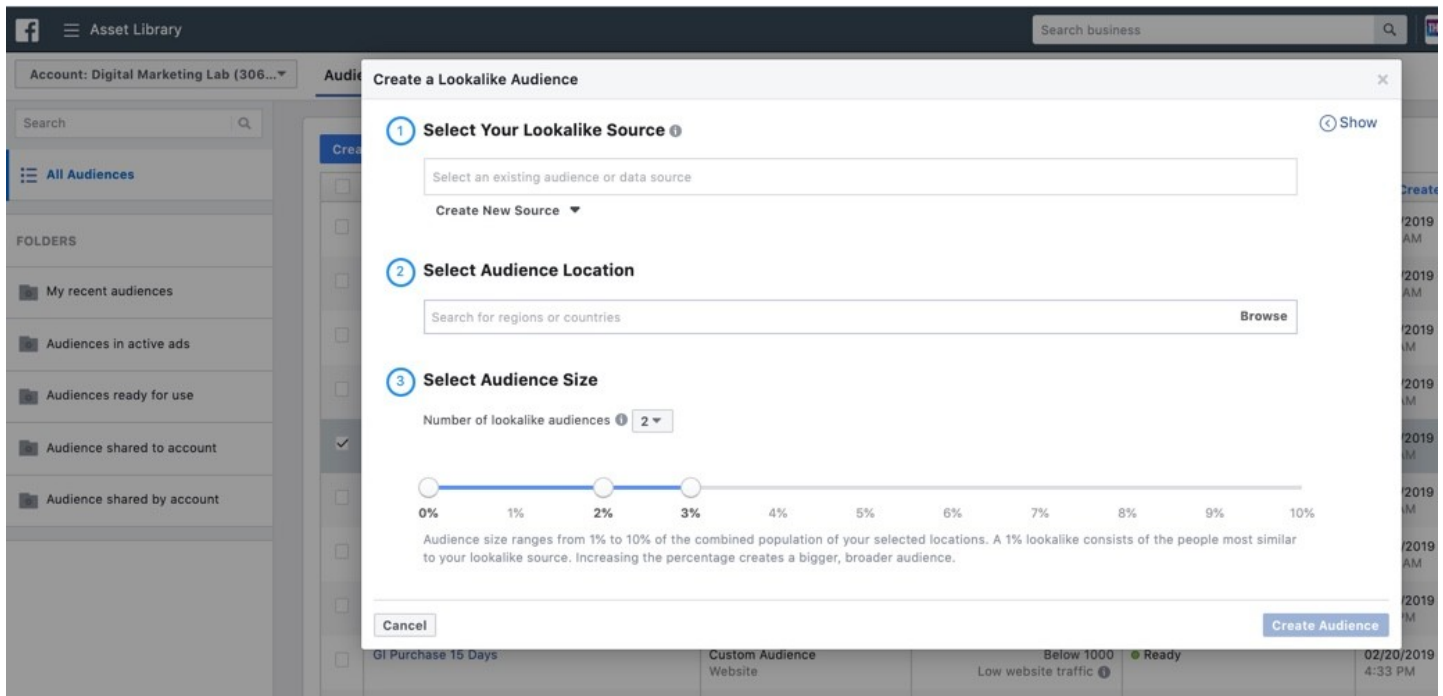 Asset Library
Search business
Account: Digital Marketing Lab (306...
Audie
Search
All Audiences
FOLDERS
My recent audiences
Audiences in active ads
Audiences ready for use
Audience shared to account
Audience shared by account
Crea
Create a Lookalike Audience
1 Select Your Lookalike Source
Show
Select an existing audience or data source
Create New Source
2 Select Audience Location
Search for regions or countries
Browse
3 Select Audience Size
Number of lookalike audiences 2
0% 1% 2% 3% 4% 5% 6% 7% 8% 9% 10%
Audience size ranges from 1% to 10% of the combined population of your selected locations. A 1% lookalike consists of the people most similar
to your lookalike source. Increasing the percentage creates a bigger, broader audience.
Cancel
Create Audience
GI Purchase 15 Days
Custom Audience
Website
Below 1000
Low website traffic
Ready
02/20/2019
4:33 PM